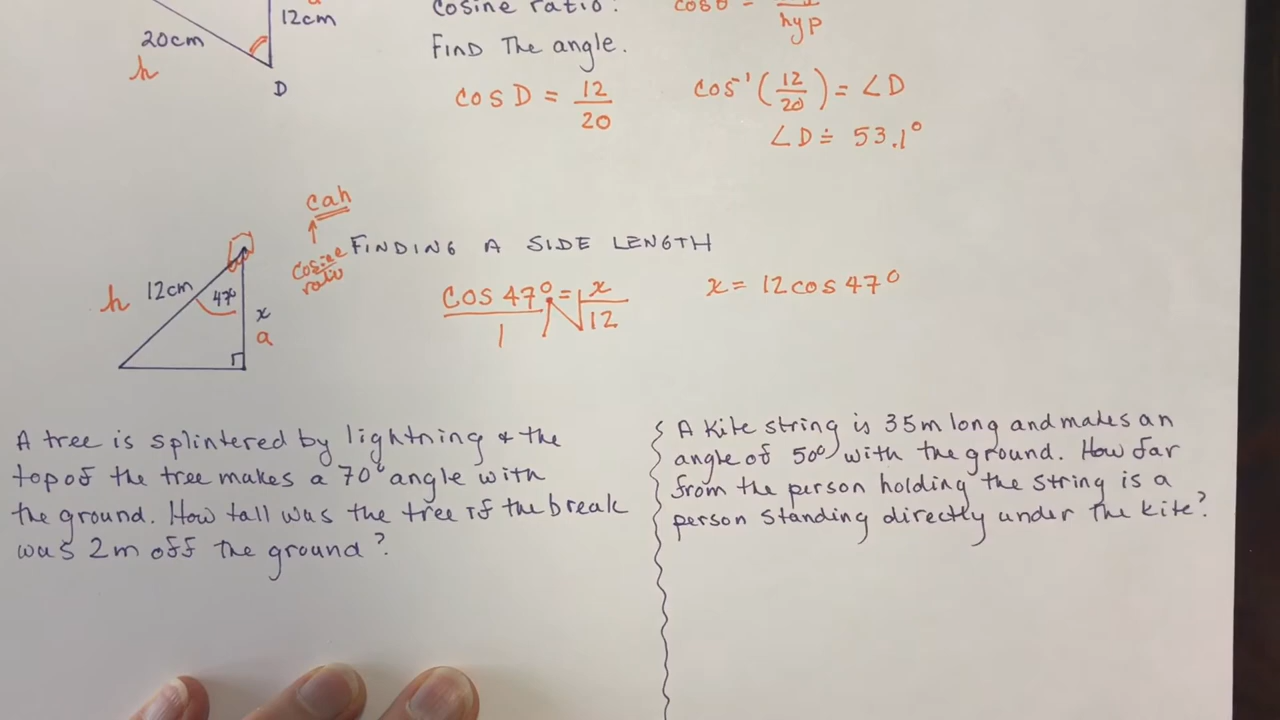 12cm
20cm
h
D
Cosine ratio:
cosθ =
hyp
Find The angle.
cos D = 12/20
cos⁻¹(12/20) = ∠D
∠D ≐ 53.1°
cah
cosine
ratio
h
12cm
47°
x
a
FINDING A SIDE LENGTH
cos 47°/1 = x/12
x = 12 cos 47°
A tree is splintered by lightning & the
top of the tree makes a 70° angle with
the ground. How tall was the tree if the break
was 2m off the ground?
A Kite string is 35m long and makes an
angle of 50° with the ground. How far
from the person holding the string is a
person standing directly under the kite?